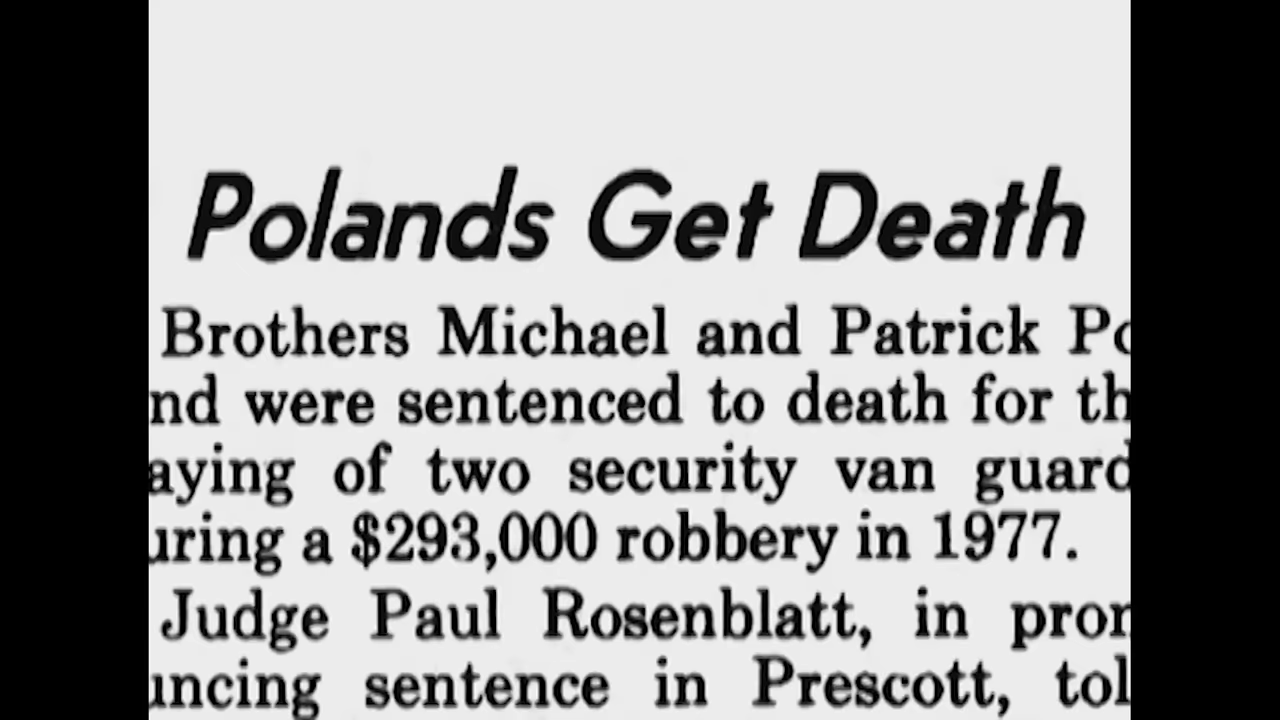 Polands Get Death
Brothers Michael and Patrick Po
nd were sentenced to death for th
aying of two security van guard
uring a $293,000 robbery in 1977.
Judge Paul Rosenblatt, in pron
uncing sentence in Prescott, tol